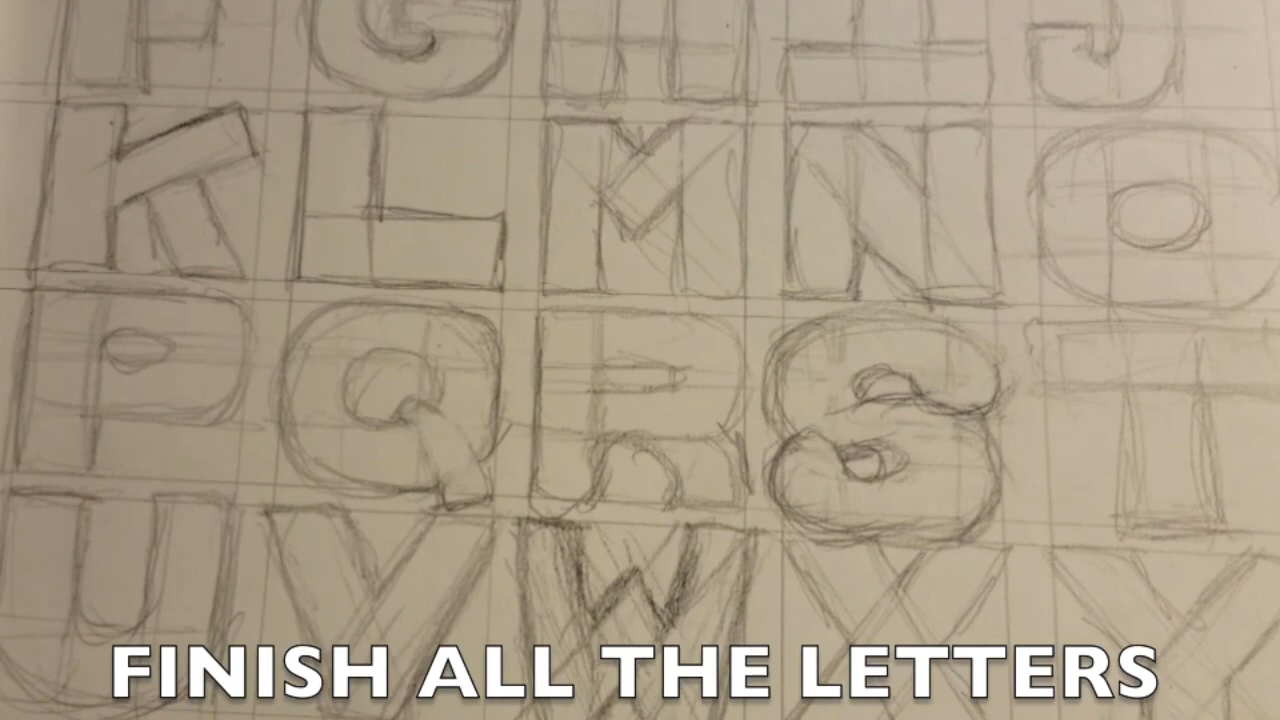 F G H I J
K L M N O
P Q R S T
U V W X Y
FINISH ALL THE LETTERS